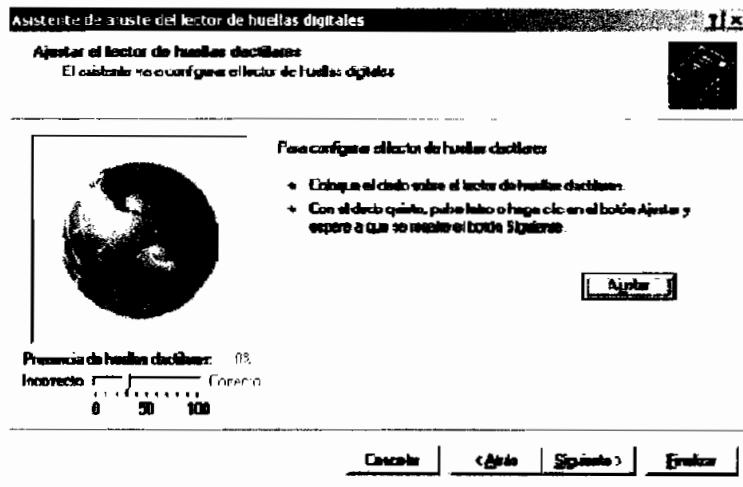 Asistente de ajuste del lector de huellas digitales
Ajustar el lector de huellas dactilares
El asistente va a configurar el lector de huellas digitales
Para configurar el lector de huellas dactilares
Coloque el dedo sobre el lector de huellas dactilares.
Con el dedo quieto, pulse Intro o haga clic en el botón Ajustar y
espere a que se resalte el botón Siguiente.
Ajustar
Presencia de huellas dactilares: 0%
Incorrecto Correcto
0 50 100
Cancelar < Atrás Siguiente > Finalizar